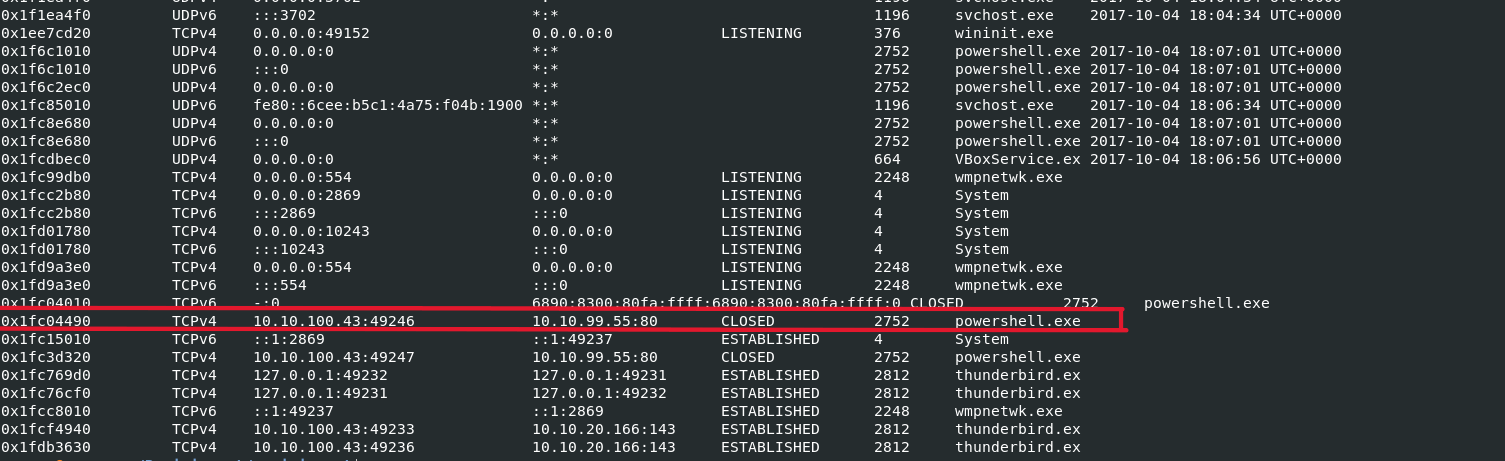 0x1f1ea4f0 UDPv6 :::3702 *:* 1196 svchost.exe 2017-10-04 18:04:34 UTC+0000
0x1ee7cd20 TCPv4 0.0.0.0:49152 0.0.0.0:0 LISTENING 376 wininit.exe
0x1f6c1010 UDPv4 0.0.0.0:0 *:* 2752 powershell.exe 2017-10-04 18:07:01 UTC+0000
0x1f6c1010 UDPv6 :::0 *:* 2752 powershell.exe 2017-10-04 18:07:01 UTC+0000
0x1f6c2ec0 UDPv4 0.0.0.0:0 *:* 2752 powershell.exe 2017-10-04 18:07:01 UTC+0000
0x1fc85010 UDPv6 fe80::6cee:b5c1:4a75:f04b:1900 *:* 1196 svchost.exe 2017-10-04 18:06:34 UTC+0000
0x1fc8e680 UDPv4 0.0.0.0:0 *:* 2752 powershell.exe 2017-10-04 18:07:01 UTC+0000
0x1fc8e680 UDPv6 :::0 *:* 2752 powershell.exe 2017-10-04 18:07:01 UTC+0000
0x1fcdbec0 UDPv4 0.0.0.0:0 *:* 664 VBoxService.ex 2017-10-04 18:06:56 UTC+0000
0x1fc99db0 TCPv4 0.0.0.0:554 0.0.0.0:0 LISTENING 2248 wmpnetwk.exe
0x1fcc2b80 TCPv4 0.0.0.0:2869 0.0.0.0:0 LISTENING 4 System
0x1fcc2b80 TCPv6 :::2869 :::0 LISTENING 4 System
0x1fd01780 TCPv4 0.0.0.0:10243 0.0.0.0:0 LISTENING 4 System
0x1fd01780 TCPv6 :::10243 :::0 LISTENING 4 System
0x1fd9a3e0 TCPv4 0.0.0.0:554 0.0.0.0:0 LISTENING 2248 wmpnetwk.exe
0x1fd9a3e0 TCPv6 :::554 :::0 LISTENING 2248 wmpnetwk.exe
0x1fc04010 TCPv6 -:0 6890:8300:80fa:ffff:6890:8300:80fa:ffff:0 CLOSED 2752 powershell.exe
0x1fc04490 TCPv4 10.10.100.43:49246 10.10.99.55:80 CLOSED 2752 powershell.exe
0x1fc15010 TCPv6 ::1:2869 ::1:49237 ESTABLISHED 4 System
0x1fc3d320 TCPv4 10.10.100.43:49247 10.10.99.55:80 CLOSED 2752 powershell.exe
0x1fc769d0 TCPv4 127.0.0.1:49232 127.0.0.1:49231 ESTABLISHED 2812 thunderbird.ex
0x1fc76cf0 TCPv4 127.0.0.1:49231 127.0.0.1:49232 ESTABLISHED 2812 thunderbird.ex
0x1fcc8010 TCPv6 ::1:49237 ::1:2869 ESTABLISHED 2248 wmpnetwk.exe
0x1fcf4940 TCPv4 10.10.100.43:49233 10.10.20.166:143 ESTABLISHED 2812 thunderbird.ex
0x1fdb3630 TCPv4 10.10.100.43:49236 10.10.20.166:143 ESTABLISHED 2812 thunderbird.ex